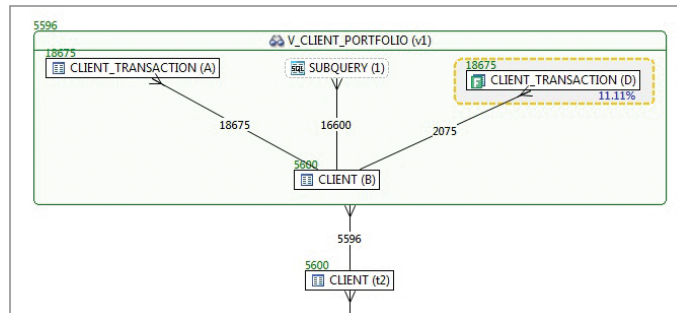 5596
V_CLIENT_PORTFOLIO (v1)
18675
CLIENT_TRANSACTION (A)
SQL SUBQUERY (1)
18675
CLIENT_TRANSACTION (D)
11.11%
18675
16600
2075
5600
CLIENT (B)
5596
5600
CLIENT (t2)